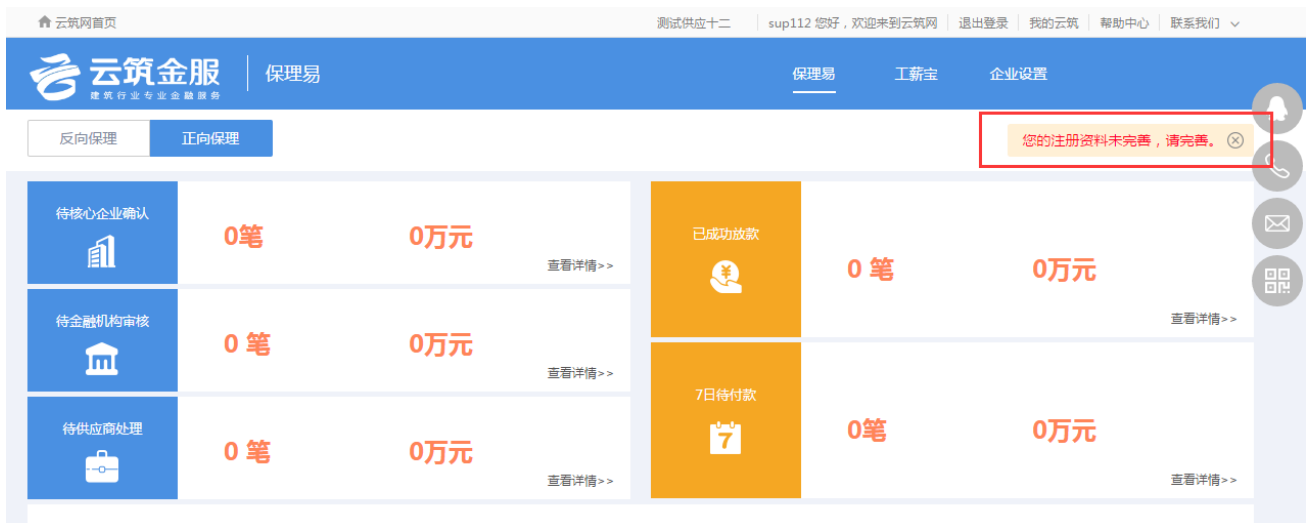 云筑网首页
测试供应十二 sup112 您好，欢迎来到云筑网 退出登录 我的云筑 帮助中心 联系我们
云筑金服
建筑行业专业金融服务
保理易
保理易 工薪宝 企业设置
反向保理 正向保理
您的注册资料未完善，请完善。
待核心企业确认
0笔 0万元
查看详情>>
待金融机构审核
0 笔 0万元
查看详情>>
待供应商处理
0 笔 0万元
查看详情>>
已成功放款
0 笔 0万元
查看详情>>
7日待付款
7
0笔 0万元
查看详情>>